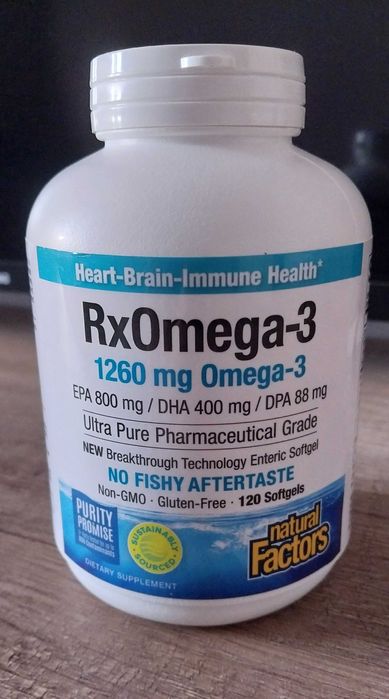 Heart-Brain-Immune Health*
RxOmega-3
1260 mg Omega-3
EPA 800 mg / DHA 400 mg / DPA 88 mg
Ultra Pure Pharmaceutical Grade
NEW Breakthrough Technology Enteric Softgel
NO FISHY AFTERTASTE
Non-GMO · Gluten-Free · 120 Softgels
PURITY
PROMISE
SUSTAINABLY
SOURCED
natural
Factors
DIETARY SUPPLEMENT